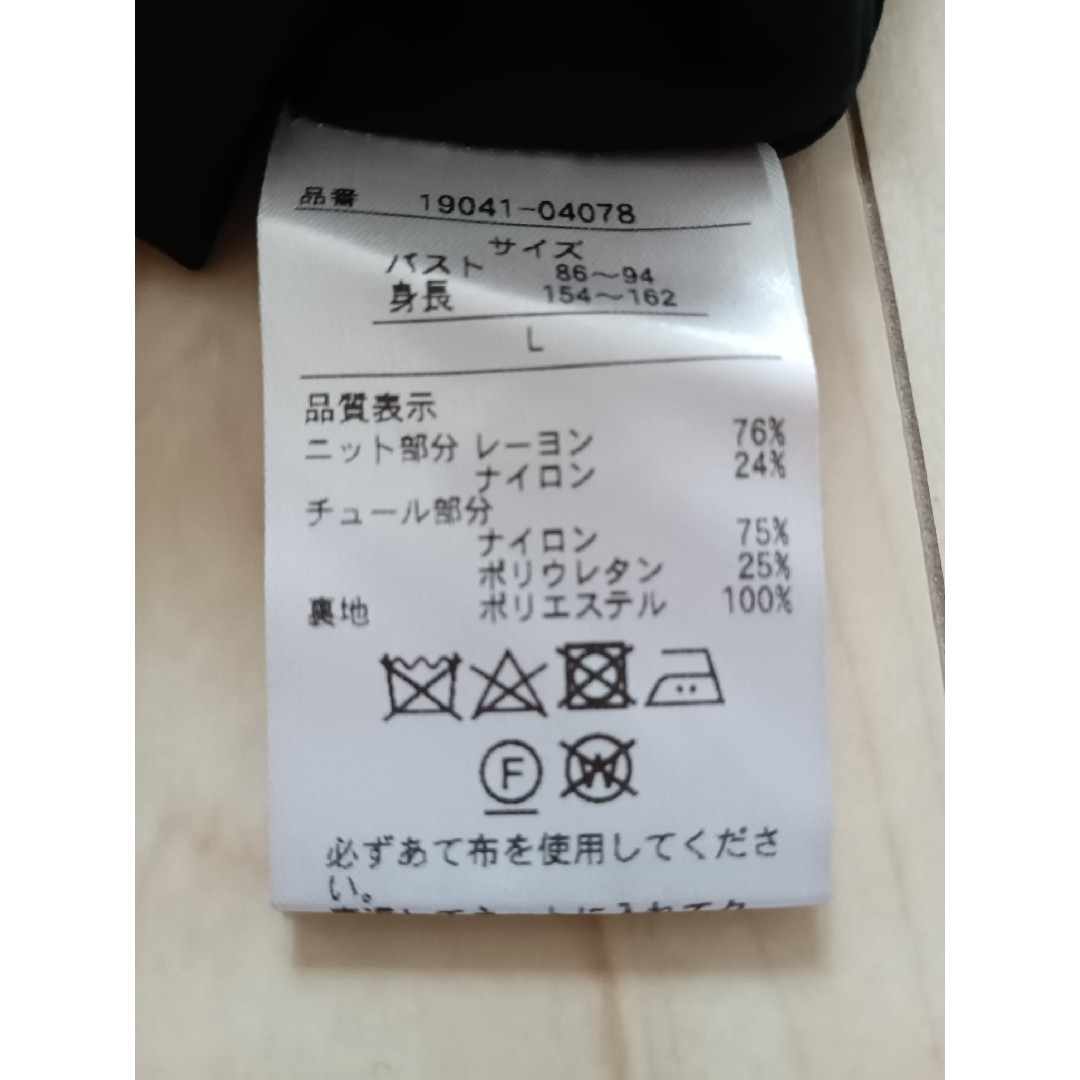 品番 19041-04078
サイズ
バスト 86～94
身長 154～162
L
品質表示
ニット部分 レーヨン 76%
ナイロン 24%
チュール部分
ナイロン 75%
ポリウレタン 25%
裏地 ポリエステル 100%
F W
必ずあて布を使用してくださ
い。